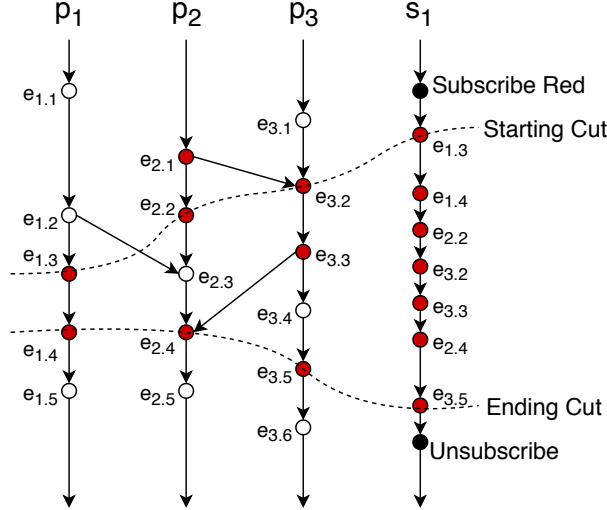 p1 p2 p3 s1
e1.1
Subscribe Red
e3.1
Starting Cut
e1.3
e2.1
e3.2
e1.4
e1.2
e2.2
e2.2
e1.3
e2.3
e3.3
e3.2
e3.3
e3.4
e1.4
e2.4
e2.4
e3.5
e1.5
e2.5
e3.5
Ending Cut
e3.6
Unsubscribe